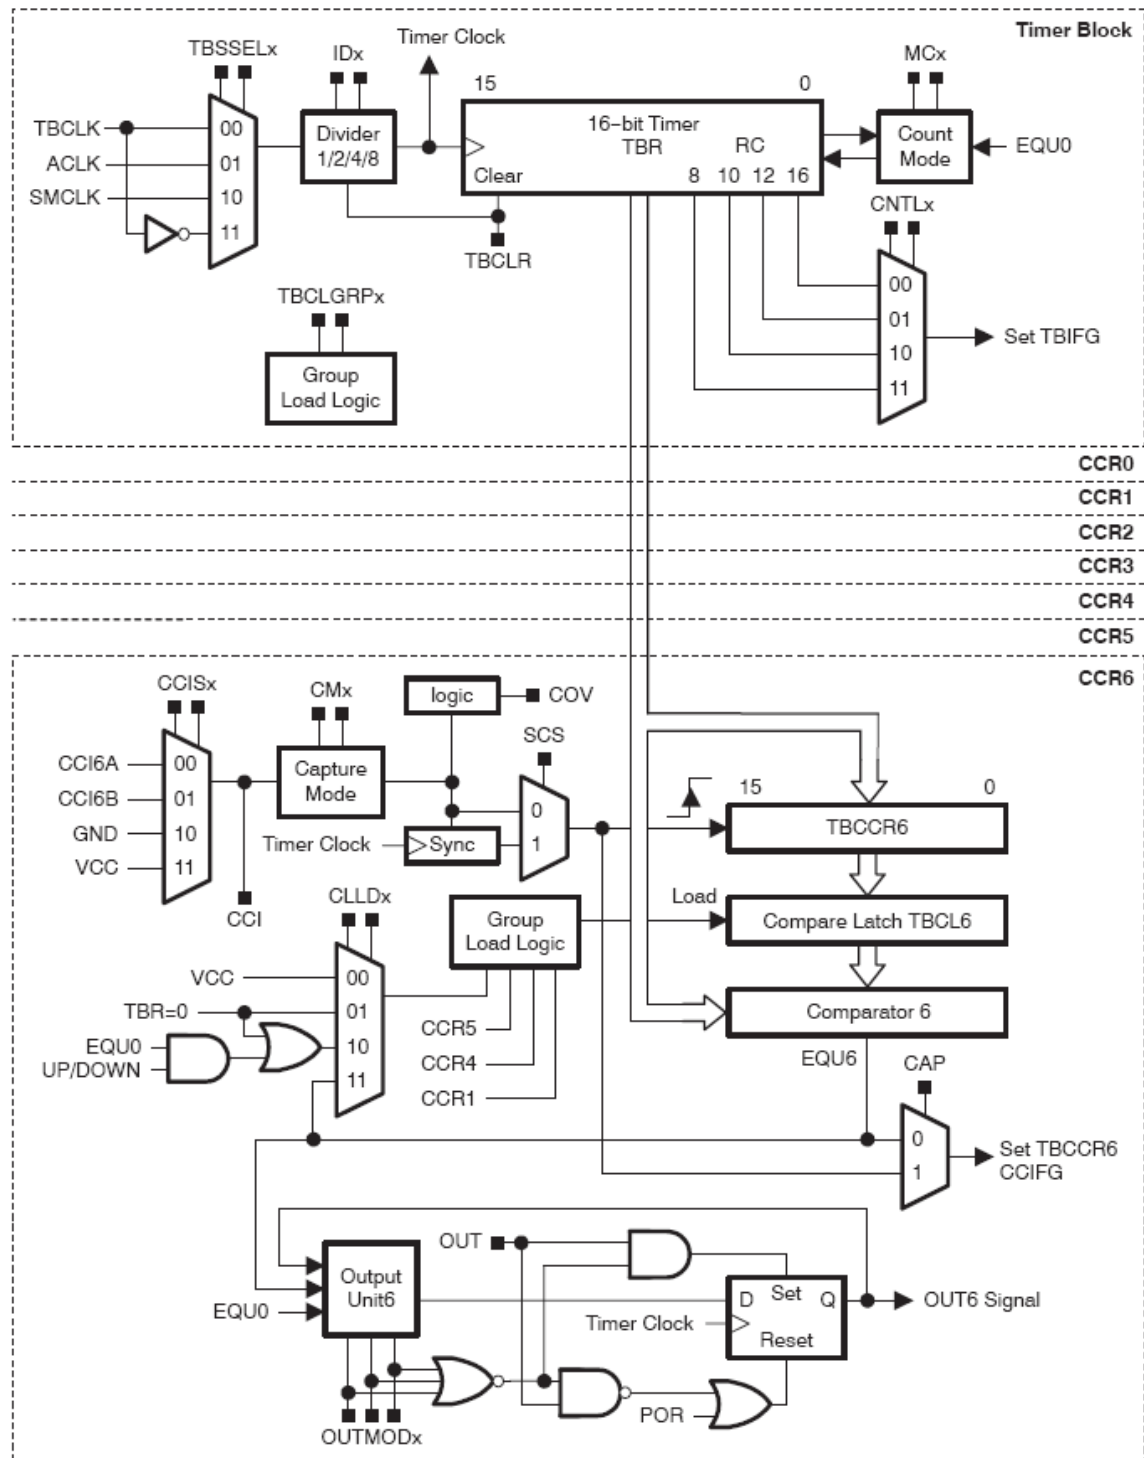 Timer Block
Timer Clock
TBSSELx
IDx
MCx
15
0
TBCLK
ACLK
SMCLK
00
01
10
11
Divider
1/2/4/8
16-bit Timer
TBR
RC
Clear
8 10 12 16
Count
Mode
EQU0
TBCLR
CNTLx
00
01
10
11
Set TBIFG
TBCLGRPx
Group
Load Logic
CCR0
CCR1
CCR2
CCR3
CCR4
CCR5
CCR6
CCISx
CMx
logic
COV
SCS
CCI6A
CCI6B
GND
VCC
00
01
10
11
Capture
Mode
Timer Clock
Sync
0
1
15
0
TBCCR6
CCI
CLLDx
Group
Load Logic
Load
Compare Latch TBCL6
VCC
TBR=0
EQU0
UP/DOWN
00
01
10
11
CCR5
CCR4
CCR1
Comparator 6
EQU6
CAP
0
1
Set TBCCR6
CCIFG
OUT
Output
Unit6
EQU0
Timer Clock
D
Set
Q
Reset
OUT6 Signal
POR
OUTMODx